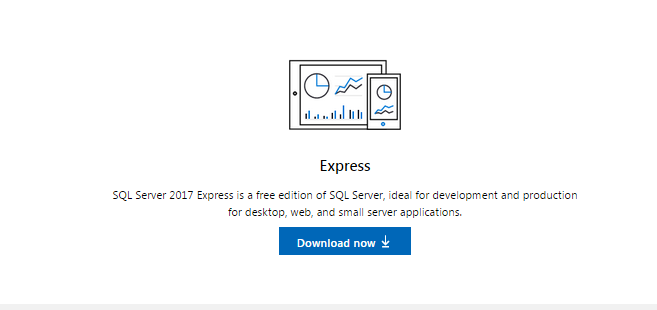 Express
SQL Server 2017 Express is a free edition of SQL Server, ideal for development and production
for desktop, web, and small server applications.
Download now